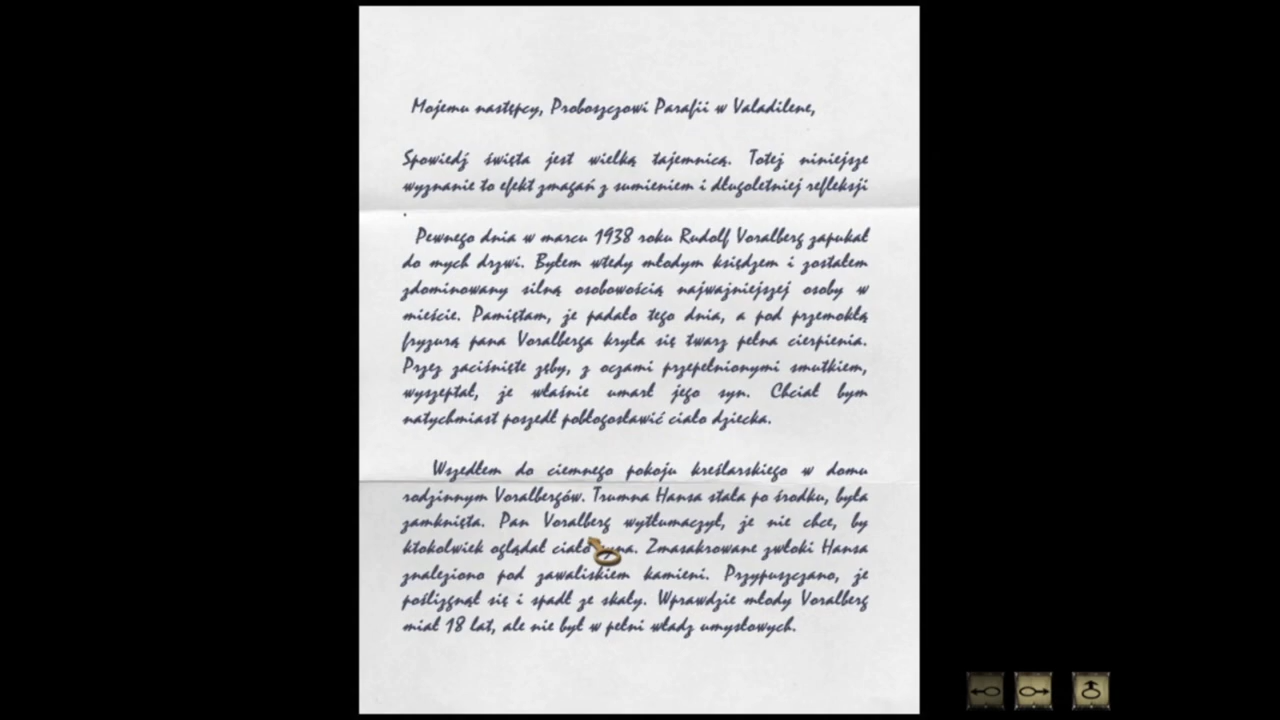 Mojemu następcy, Proboszczowi Parafii w Valadilene,
Spowiedź święta jest wielką tajemnicą. Toteż niniejsze
wyznanie to efekt zmagań z sumieniem i długoletniej refleksji
.
Pewnego dnia w marcu 1938 roku Rudolf Voralberg zapukał
do mych drzwi. Byłem wtedy młodym księdzem i zostałem
zdominowany silną osobowością najważniejszej osoby w
mieście. Pamiętam, że padało tego dnia, a pod przemokłą
fryzurą pana Voralberga kryła się twarz pełna cierpienia.
Przez zaciśnięte zęby, z oczami przepełnionymi smutkiem,
wyszeptał, że właśnie umarł jego syn. Chciał bym
natychmiast poszedł pobłogosławić ciało dziecka.
Wszedłem do ciemnego pokoju kreślarskiego w domu
rodzinnym Voralbergów. Trumna Hansa stała po środku, była
zamknięta. Pan Voralberg wytłumaczył, że nie chce, by
ktokolwiek oglądał ciało syna. Zmasakrowane zwłoki Hansa
znaleziono pod zawaliskiem kamieni. Przypuszczano, że
poślizgnął się i spadł ze skały. Wprawdzie młody Voralberg
miał 18 lat, ale nie był w pełni władz umysłowych.